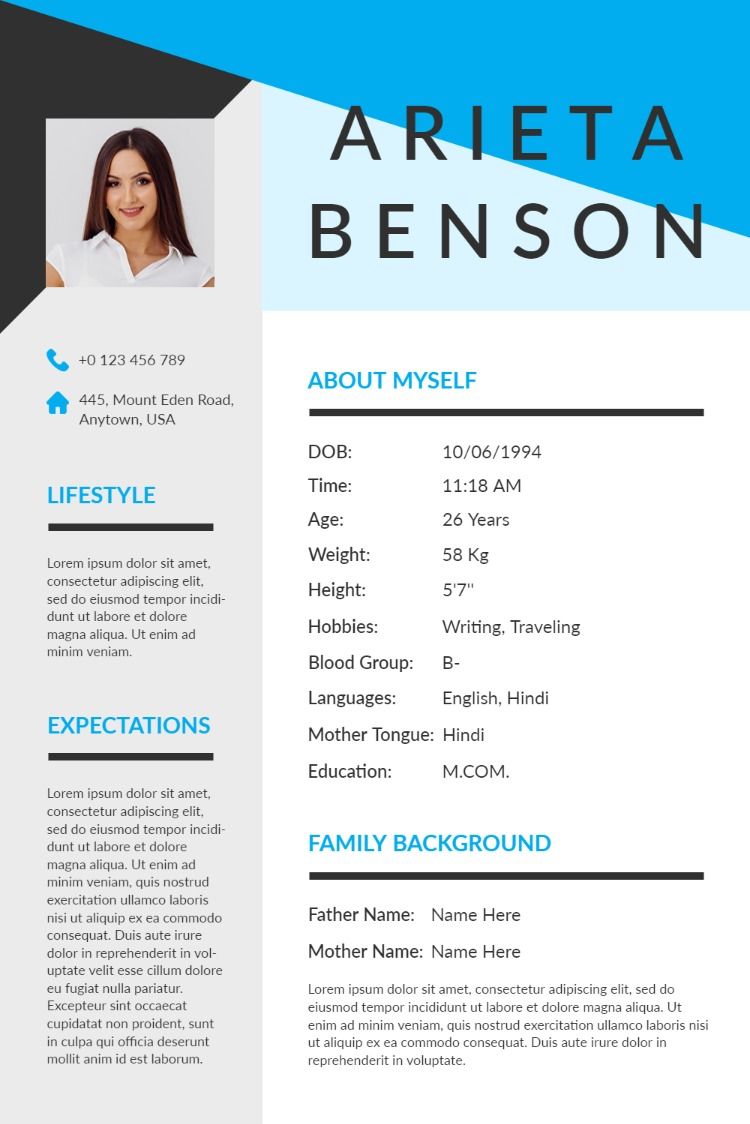 ARIETA
BENSON
+0 123 456 789
445, Mount Eden Road,
Anytown, USA
LIFESTYLE
Lorem ipsum dolor sit amet,
consectetur adipiscing elit,
sed do eiusmod tempor incidi-
dunt ut labore et dolore
magna aliqua. Ut enim ad
minim veniam.
EXPECTATIONS
Lorem ipsum dolor sit amet,
consectetur adipiscing elit,
sed do eiusmod tempor incidi-
dunt ut labore et dolore
magna aliqua. Ut enim ad
minim veniam, quis nostrud
exercitation ullamco laboris
nisi ut aliquip ex ea commodo
consequat. Duis aute irure
dolor in reprehenderit in vol-
uptate velit esse cillum dolore
eu fugiat nulla pariatur.
Excepteur sint occaecat
cupidatat non proident, sunt
in culpa qui officia deserunt
mollit anim id est laborum.
ABOUT MYSELF
DOB: 10/06/1994
Time: 11:18 AM
Age: 26 Years
Weight: 58 Kg
Height: 5'7"
Hobbies: Writing, Traveling
Blood Group: B-
Languages: English, Hindi
Mother Tongue: Hindi
Education: M.COM.
FAMILY BACKGROUND
Father Name: Name Here
Mother Name: Name Here
Lorem ipsum dolor sit amet, consectetur adipiscing elit, sed do
eiusmod tempor incididunt ut labore et dolore magna aliqua. Ut
enim ad minim veniam, quis nostrud exercitation ullamco laboris nisi
ut aliquip ex ea commodo consequat. Duis aute irure dolor in
reprehenderit in voluptate.